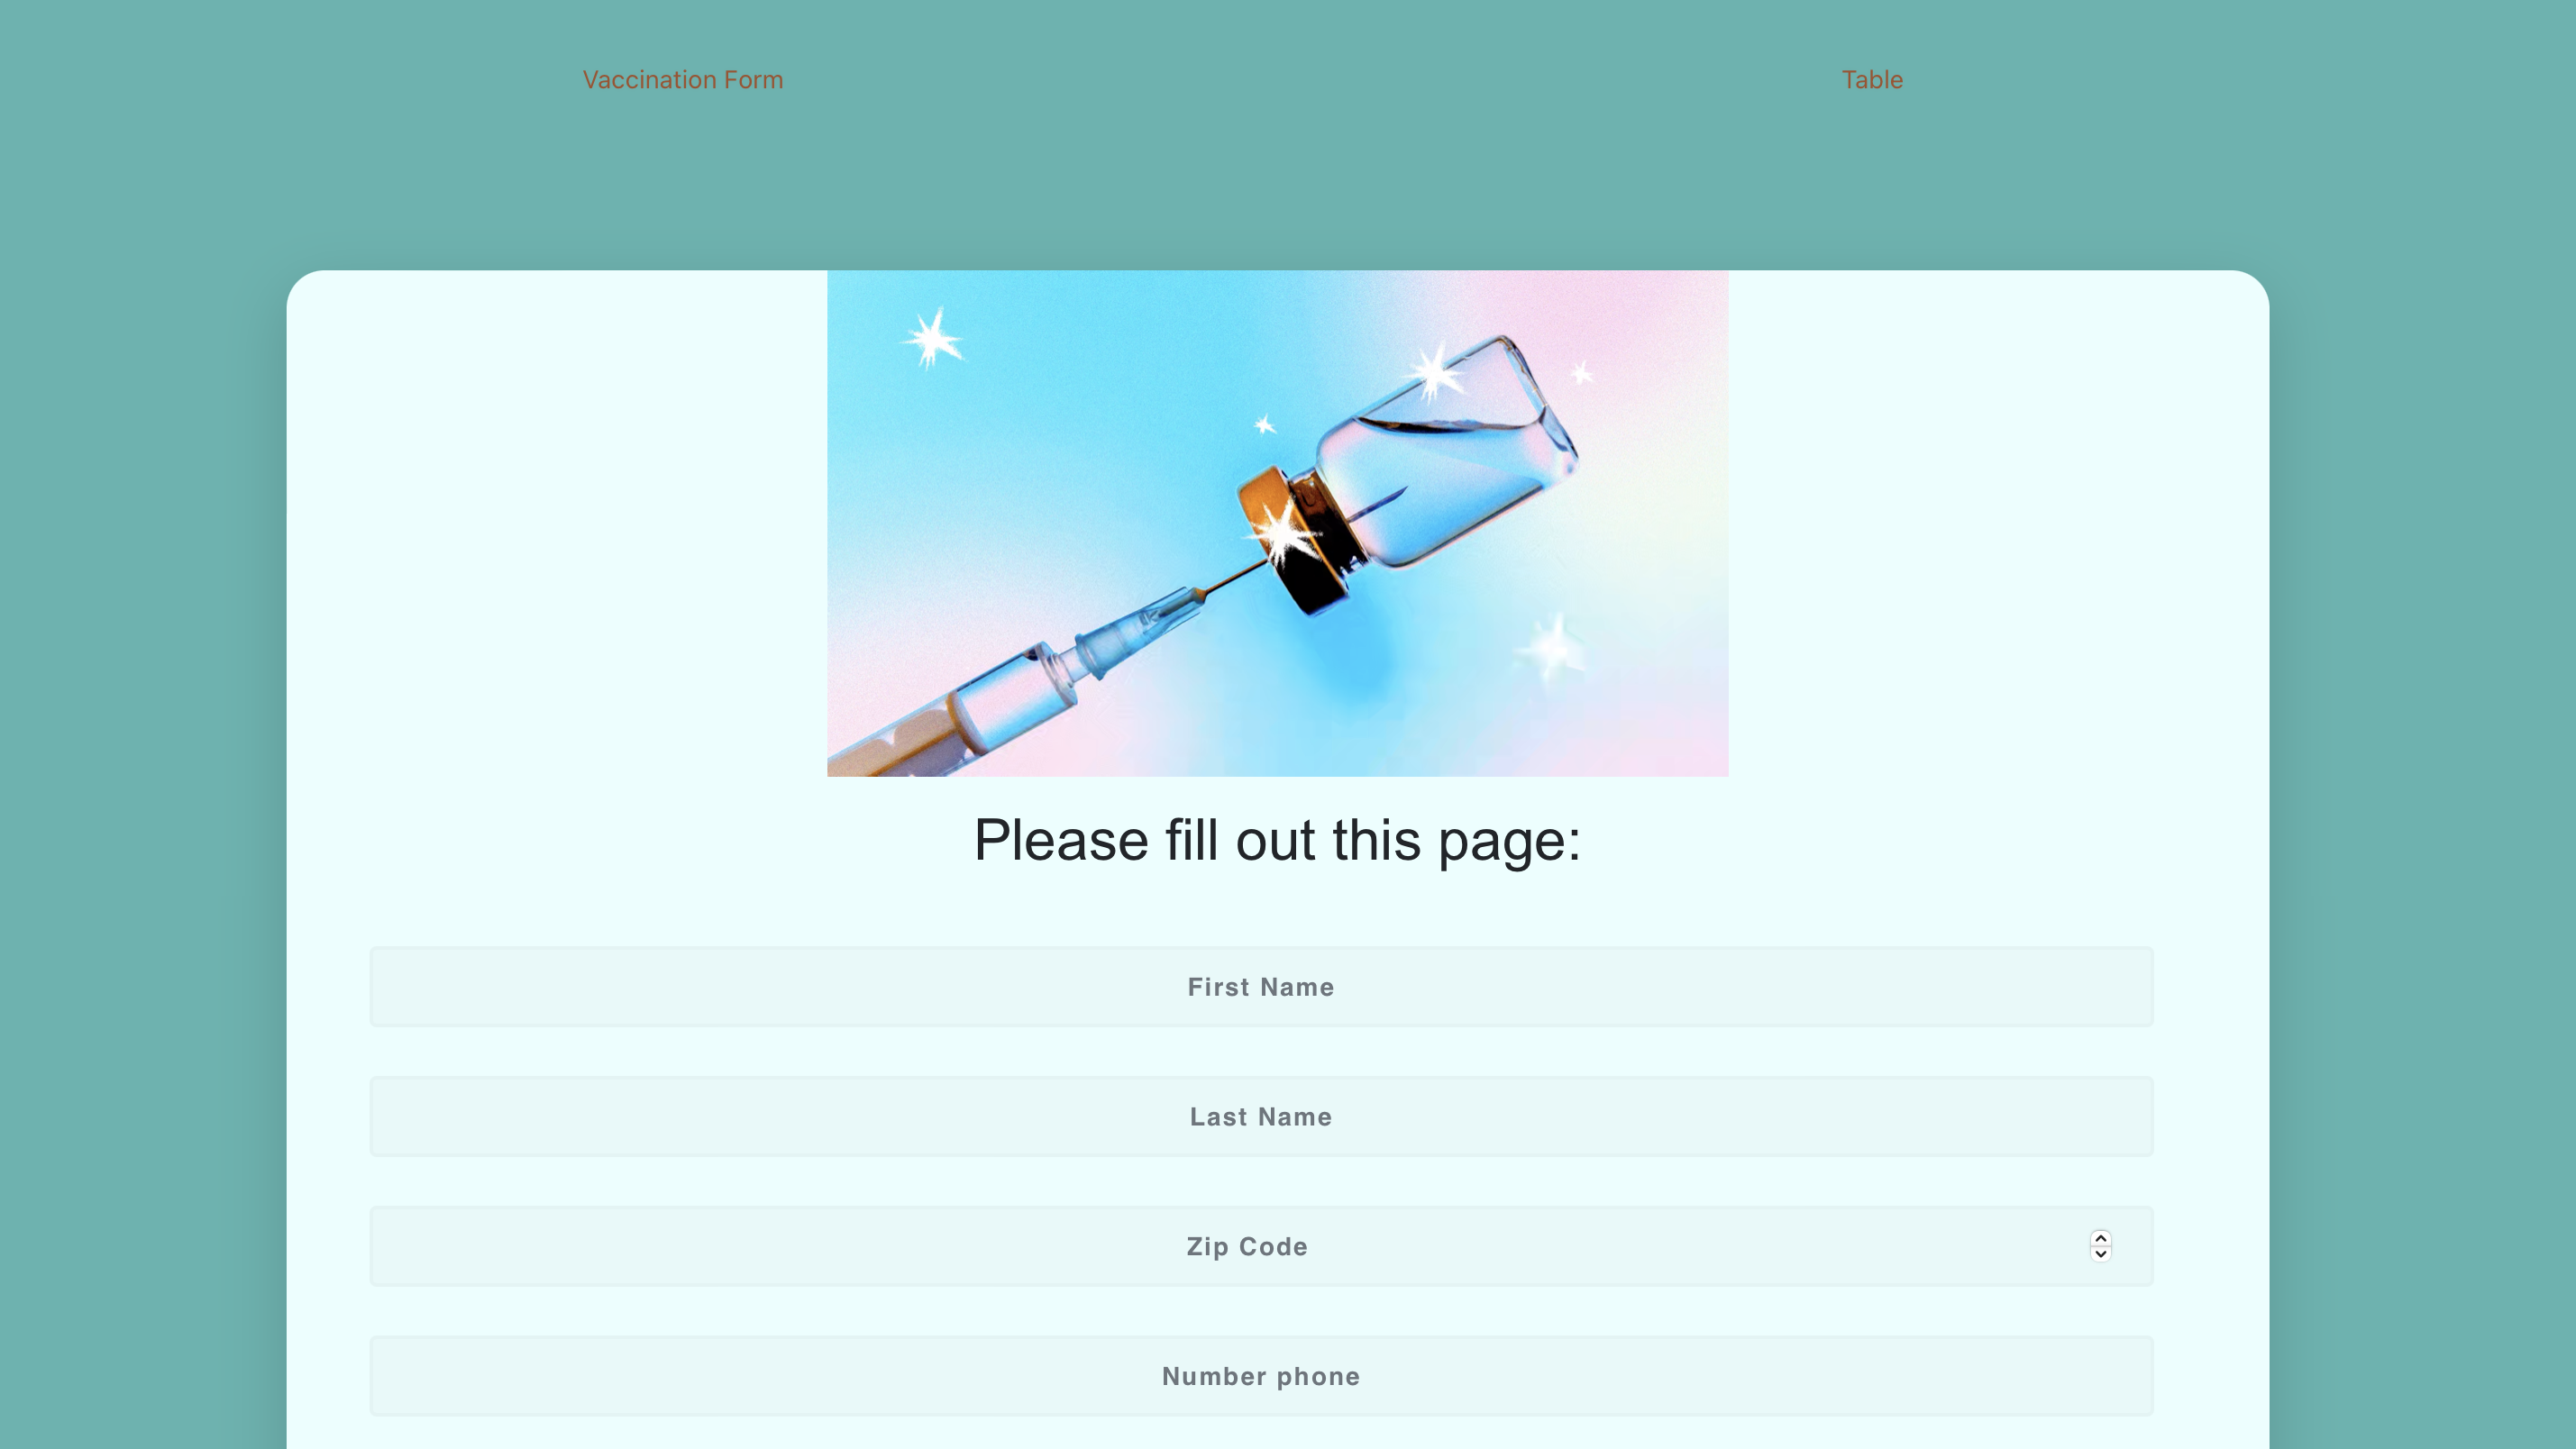 Vaccination Form
Table
Please fill out this page:
First Name
Last Name
Zip Code
Number phone